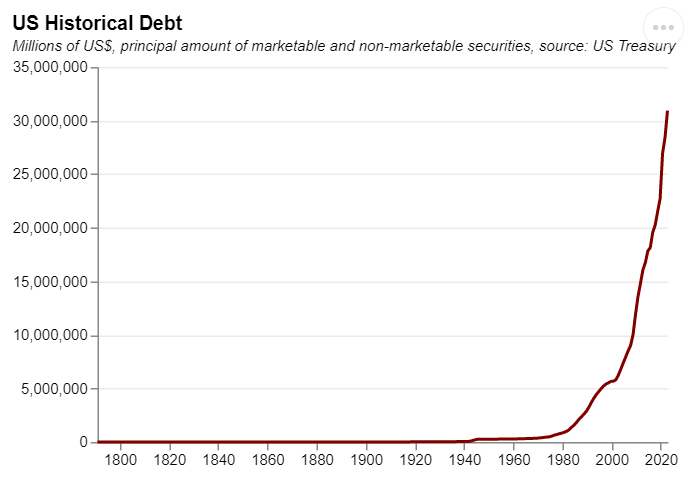 US Historical Debt
Millions of US$, principal amount of marketable and non-marketable securities, source: US Treasury
35,000,000
30,000,000
25,000,000
20,000,000
15,000,000
10,000,000
5,000,000
0
1800 1820 1840 1860 1880 1900 1920 1940 1960 1980 2000 2020